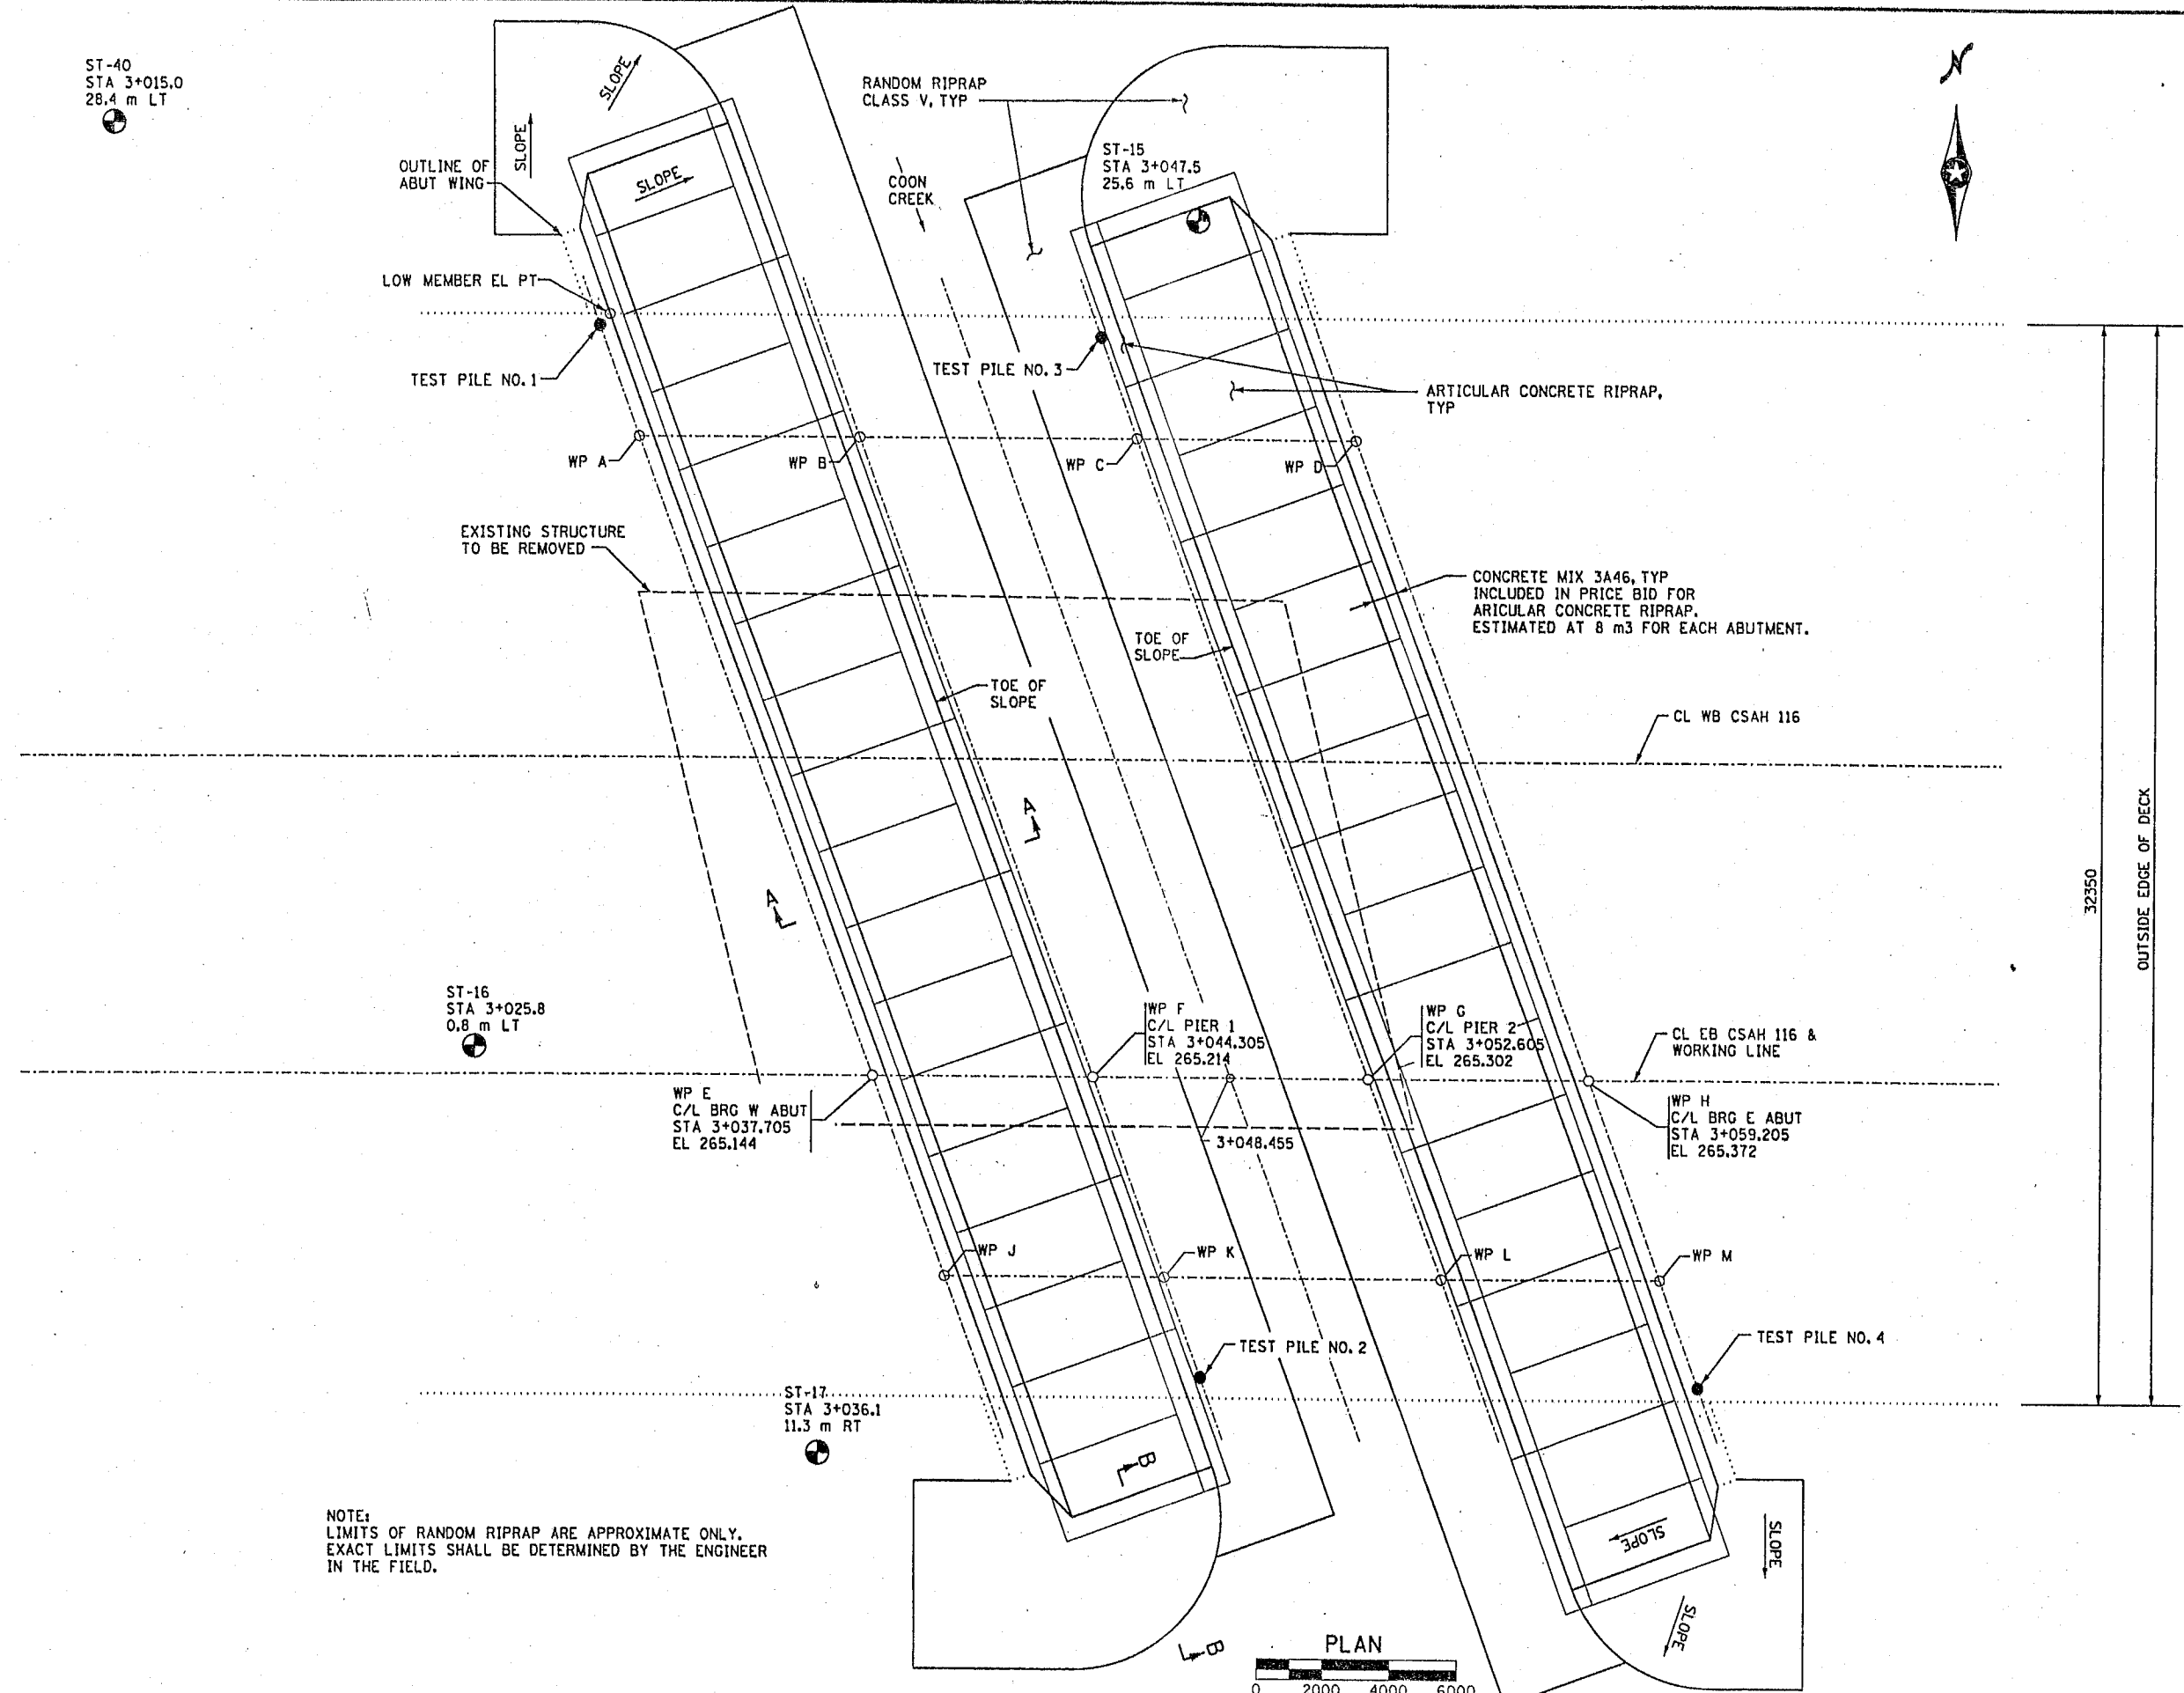 N
ST-40
STA 3+015.0
28.4 m LT
SLOPE
SLOPE
SLOPE
OUTLINE OF
ABUT WING
RANDOM RIPRAP
CLASS V, TYP
COON
CREEK
ST-15
STA 3+047.5
25.6 m LT
LOW MEMBER EL PT
TEST PILE NO. 1
TEST PILE NO. 3
ARTICULAR CONCRETE RIPRAP,
TYP
WP A
WP B
WP C
WP D
EXISTING STRUCTURE
TO BE REMOVED
CONCRETE MIX 3A46, TYP
INCLUDED IN PRICE BID FOR
ARICULAR CONCRETE RIPRAP.
ESTIMATED AT 8 m3 FOR EACH ABUTMENT.
TOE OF
SLOPE
TOE OF
SLOPE
CL WB CSAH 116
A
A
32350
OUTSIDE EDGE OF DECK
ST-16
STA 3+025.8
0.8 m LT
WP F
C/L PIER 1
STA 3+044.305
EL 265.214
WP G
C/L PIER 2
STA 3+052.605
EL 265.302
CL EB CSAH 116 &
WORKING LINE
WP E
C/L BRG W ABUT
STA 3+037.705
EL 265.144
3+048.455
WP H
C/L BRG E ABUT
STA 3+059.205
EL 265.372
WP J
WP K
WP L
WP M
TEST PILE NO. 2
TEST PILE NO. 4
ST-17
STA 3+036.1
11.3 m RT
B
B
NOTE:
LIMITS OF RANDOM RIPRAP ARE APPROXIMATE ONLY.
EXACT LIMITS SHALL BE DETERMINED BY THE ENGINEER
IN THE FIELD.
SLOPE
SLOPE
SLOPE
PLAN
0 2000 4000 6000